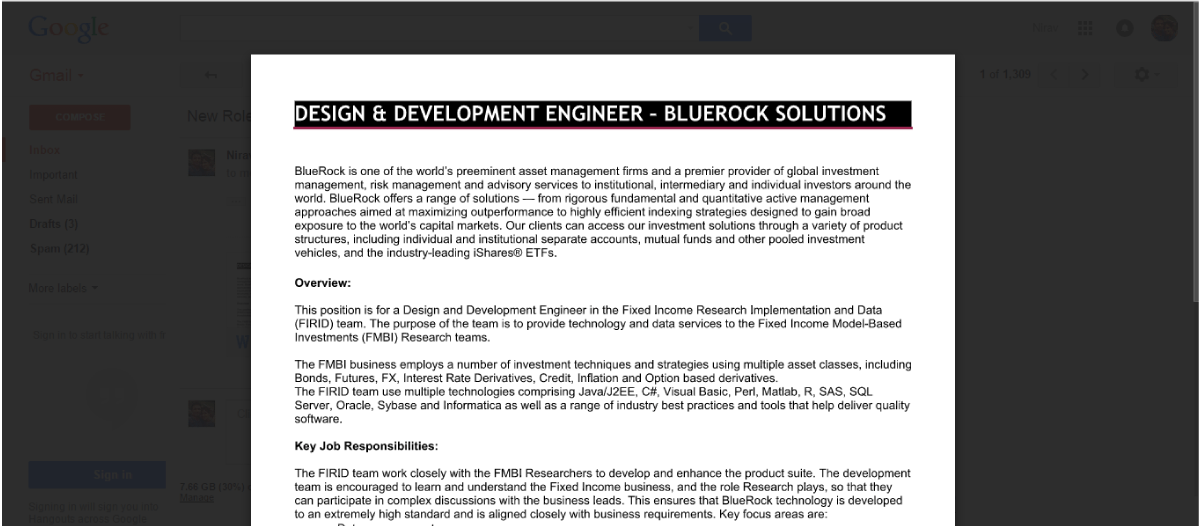 Google
Gmail
1 of 1,309
COMPOSE
New Role
Inbox
Important
Sent Mail
Drafts (3)
Spam (212)
More labels
Sign in
7.68 GB (50%)
Manage
Signing in will sign you into
Hangouts across Google
DESIGN & DEVELOPMENT ENGINEER – BLUEROCK SOLUTIONS
BlueRock is one of the world's preeminent asset management firms and a premier provider of global investment
management, risk management and advisory services to institutional, intermediary and individual investors around the
world. BlueRock offers a range of solutions — from rigorous fundamental and quantitative active management
approaches aimed at maximizing outperformance to highly efficient indexing strategies designed to gain broad
exposure to the world's capital markets. Our clients can access our investment solutions through a variety of product
structures, including individual and institutional separate accounts, mutual funds and other pooled investment
vehicles, and the industry-leading iShares® ETFs.
Overview:
This position is for a Design and Development Engineer in the Fixed Income Research Implementation and Data
(FIRID) team. The purpose of the team is to provide technology and data services to the Fixed Income Model-Based
Investments (FMBI) Research teams.
The FMBI business employs a number of investment techniques and strategies using multiple asset classes, including
Bonds, Futures, FX, Interest Rate Derivatives, Credit, Inflation and Option based derivatives.
The FIRID team use multiple technologies comprising Java/J2EE, C#, Visual Basic, Perl, Matlab, R, SAS, SQL
Server, Oracle, Sybase and Informatica as well as a range of industry best practices and tools that help deliver quality
software.
Key Job Responsibilities:
The FIRID team work closely with the FMBI Researchers to develop and enhance the product suite. The development
team is encouraged to learn and understand the Fixed Income business, and the role Research plays, so that they
can participate in complex discussions with the business leads. This ensures that BlueRock technology is developed
to an extremely high standard and is aligned closely with business requirements. Key focus areas are: